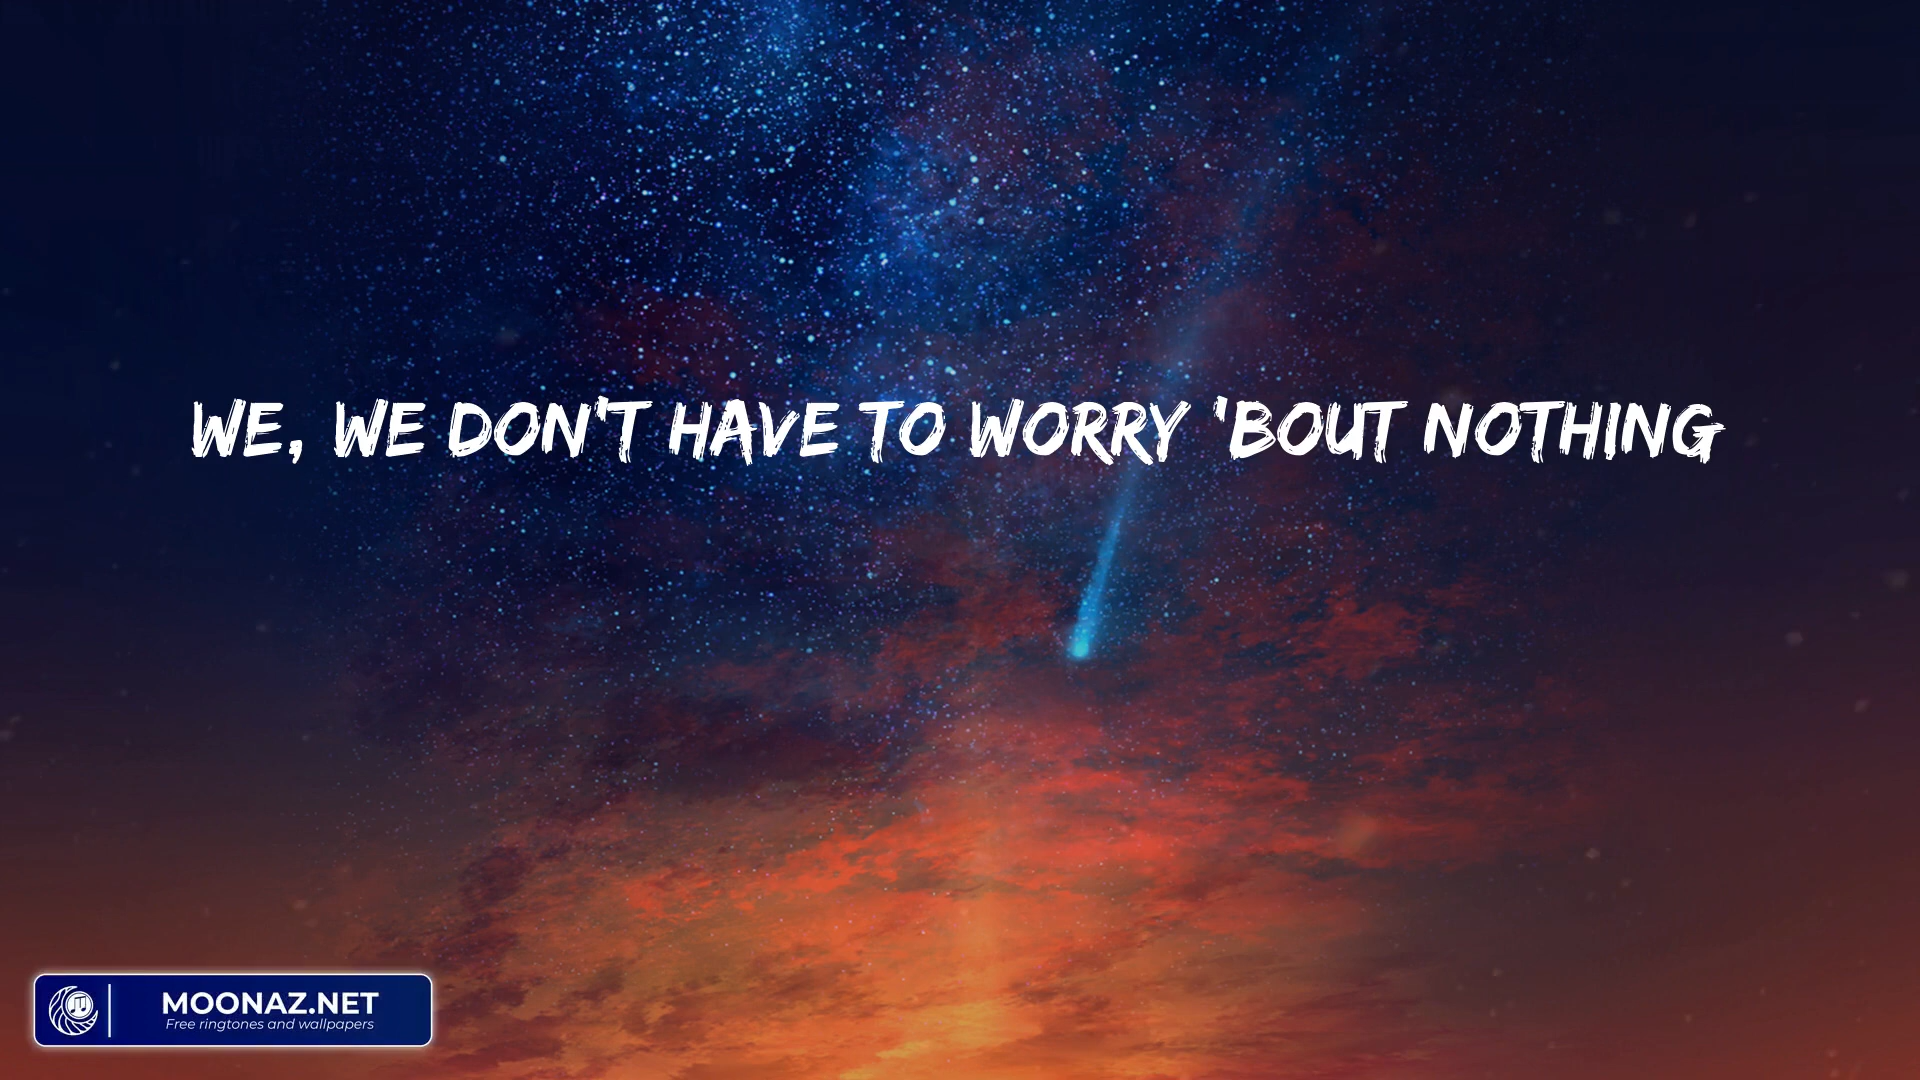 WE, WE DON'T HAVE TO WORRY 'BOUT NOTHING
MOONAZ.NET
Free ringtones and wallpapers